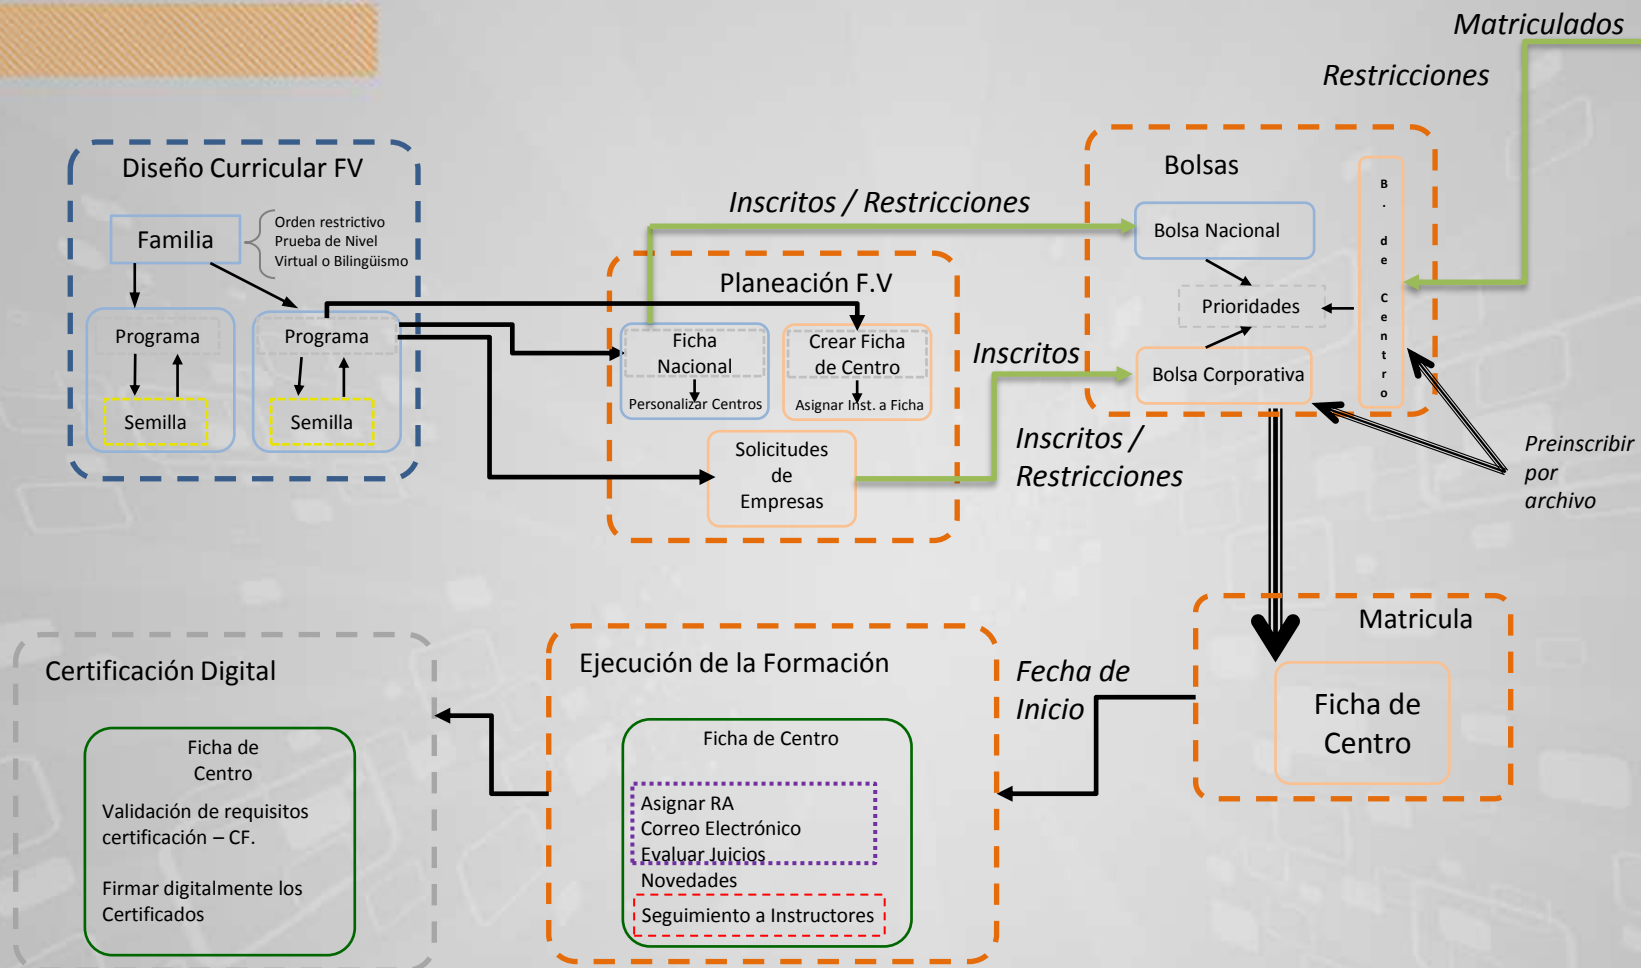 Matriculados
Restricciones
Diseño Curricular FV
Familia
Orden restrictivo
Prueba de Nivel
Virtual o Bilingüismo
Programa
Semilla
Programa
Semilla
Inscritos / Restricciones
Planeación F.V
Ficha
Nacional
Personalizar Centros
Crear Ficha
de Centro
Asignar Inst. a Ficha
Solicitudes
de
Empresas
Inscritos
Inscritos /
Restricciones
Bolsas
Bolsa Nacional
Prioridades
Bolsa Corporativa
B
.
de
C
e
n
t
r
o
Preinscribir
por
archivo
Matricula
Ficha de
Centro
Fecha de
Inicio
Ejecución de la Formación
Ficha de Centro
Asignar RA
Correo Electrónico
Evaluar Juicios
Novedades
Seguimiento a Instructores
Certificación Digital
Ficha de
Centro
Validación de requisitos
certificación – CF.
Firmar digitalmente los
Certificados